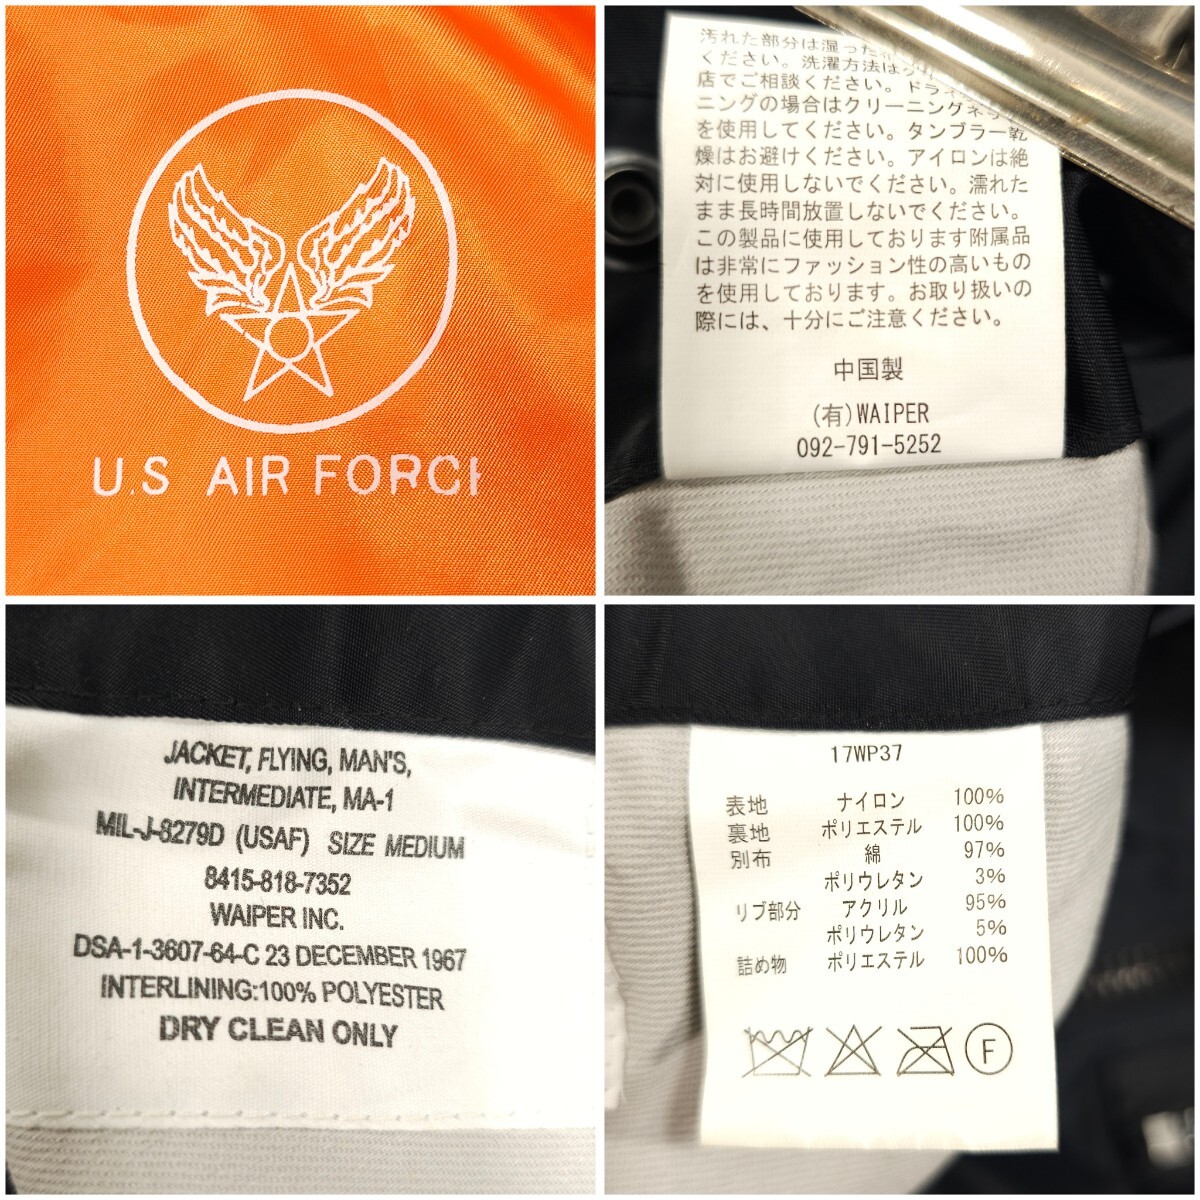 U.S AIR FORC
汚れた部分は湿った
ください。洗濯方法は
店でご相談ください。ドライ
ニングの場合はクリーニングネッ
を使用してください。タンブラー乾
燥はお避けください。アイロンは絶
対に使用しないでください。濡れた
まま長時間放置しないでください。
この製品に使用しております附属品
は非常にファッション性の高いもの
を使用しております。お取り扱いの
際には、十分にご注意ください。
中国製
(有)WAIPER
092-791-5252
JACKET, FLYING, MAN'S,
INTERMEDIATE, MA-1
MIL-J-8279D (USAF) SIZE MEDIUM
8415-818-7352
WAIPER INC.
DSA-1-3607-64-C 23 DECEMBER 1967
INTERLINING:100% POLYESTER
DRY CLEAN ONLY
17WP37
表地 ナイロン 100%
裏地 ポリエステル 100%
別布 綿 97%
ポリウレタン 3%
リブ部分 アクリル 95%
ポリウレタン 5%
詰め物 ポリエステル 100%
F